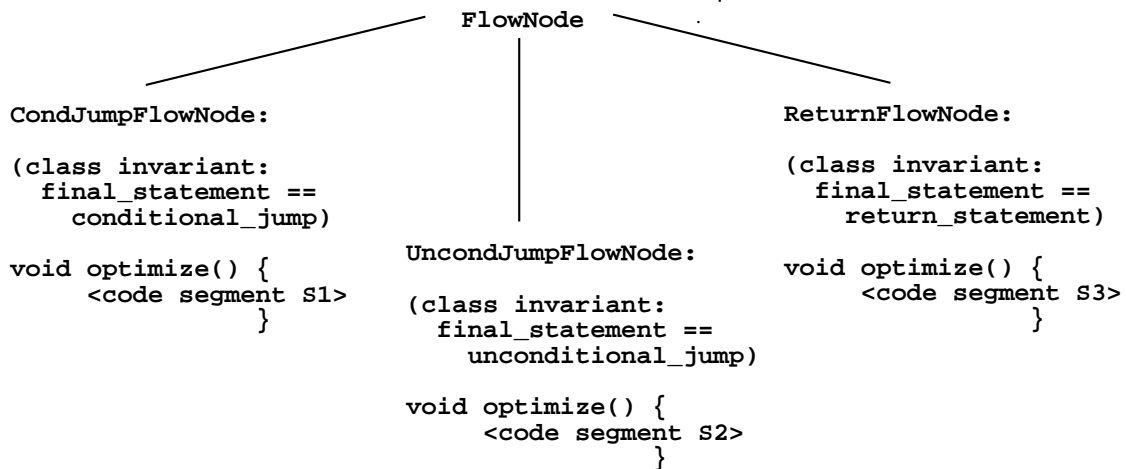 FlowNode
CondJumpFlowNode:
(class invariant:
final_statement ==
conditional_jump)
void optimize() {
<code segment S1>
}
UncondJumpFlowNode:
(class invariant:
final_statement ==
unconditional_jump)
void optimize() {
<code segment S2>
}
ReturnFlowNode:
(class invariant:
final_statement ==
return_statement)
void optimize() {
<code segment S3>
}